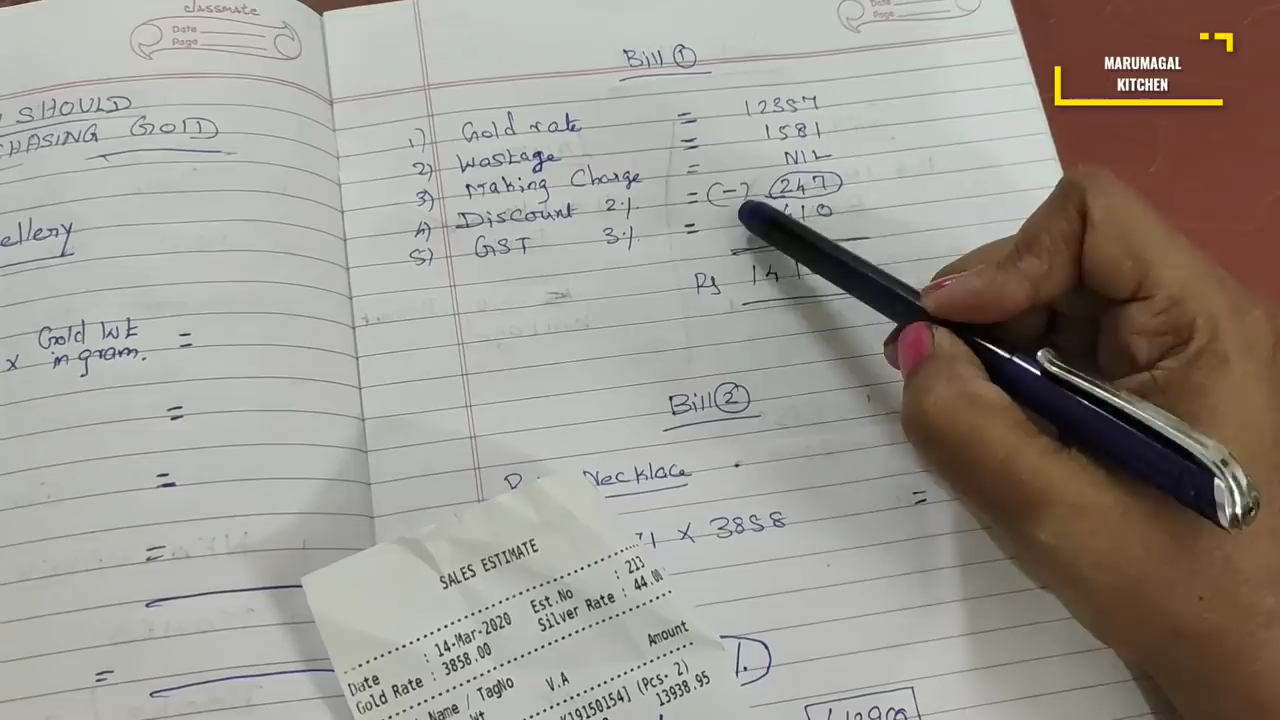 classmate
Date
Page
SHOULD
CHASING GOLD
ellery
x Gold Wt in gram. =
=
=
=
=
Date
Page
Bill ①
1) Gold rate = 12357
2) Wastage = 1581
3) Making Charge = NIL
4) Discount 2% = (-) 247
5) GST 3% = 410
Rs 141
Bill ②
Necklace
x 3858 =
SALES ESTIMATE
Date : 14-Mar-2020 Est.No : 213
Gold Rate : 3858.00 Silver Rate : 44.00
Name / TagNo V.A Amount
K19150154] (Pcs- 2)
13938.95
MARUMAGAL
KITCHEN